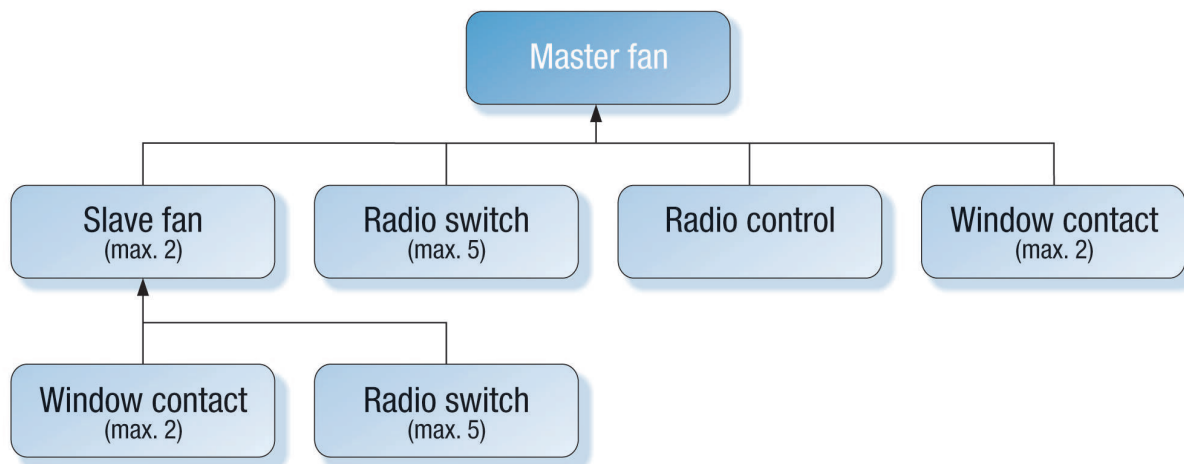 Master fan
Slave fan
(max. 2)
Radio switch
(max. 5)
Radio control
Window contact
(max. 2)
Window contact
(max. 2)
Radio switch
(max. 5)